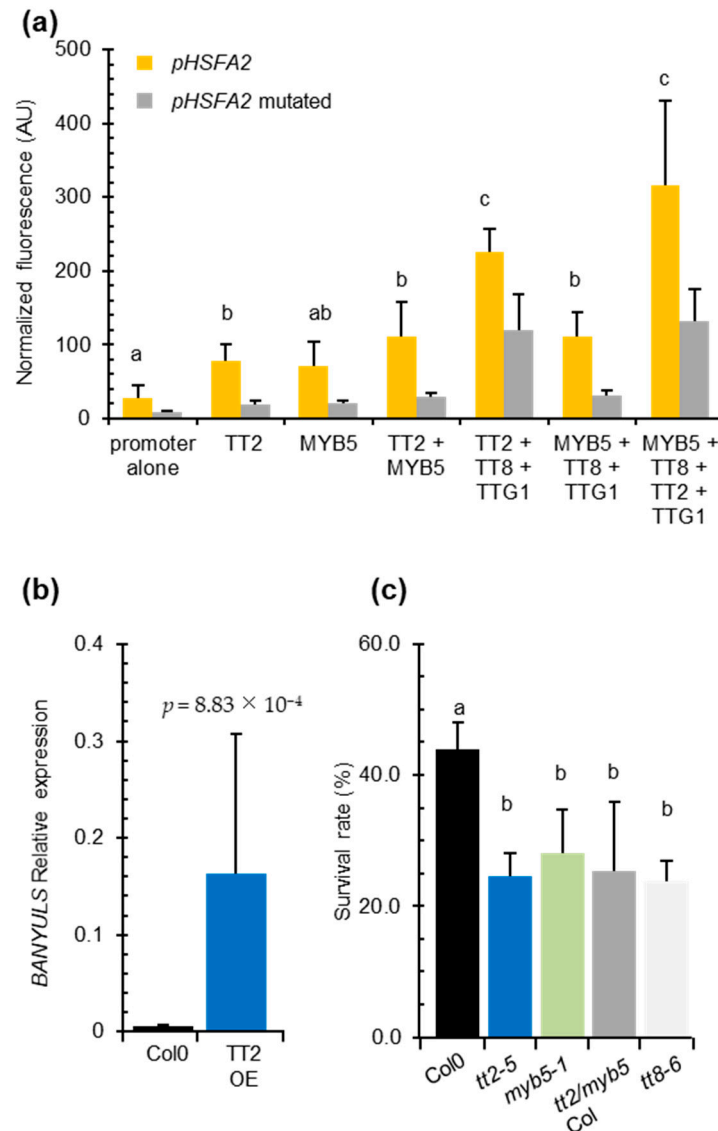 (a)
500
400
300
200
100
0
Normalized fluorescence (AU)
pHSFA2
pHSFA2 mutated
a
b
ab
b
c
b
c
promoter
alone
TT2
MYB5
TT2 +
MYB5
TT2 +
TT8 +
TTG1
MYB5 +
TT8 +
TTG1
MYB5 +
TT8 +
TT2 +
TTG1
(b)
0.4
0.3
0.2
0.1
0
BANYULS Relative expression
p = 8.83 × 10⁻⁴
Col0
TT2
OE
(c)
60.0
40.0
20.0
0.0
Survival rate (%)
a
b
b
b
b
Col0
tt2-5
myb5-1
tt2/myb5
Col
tt8-6